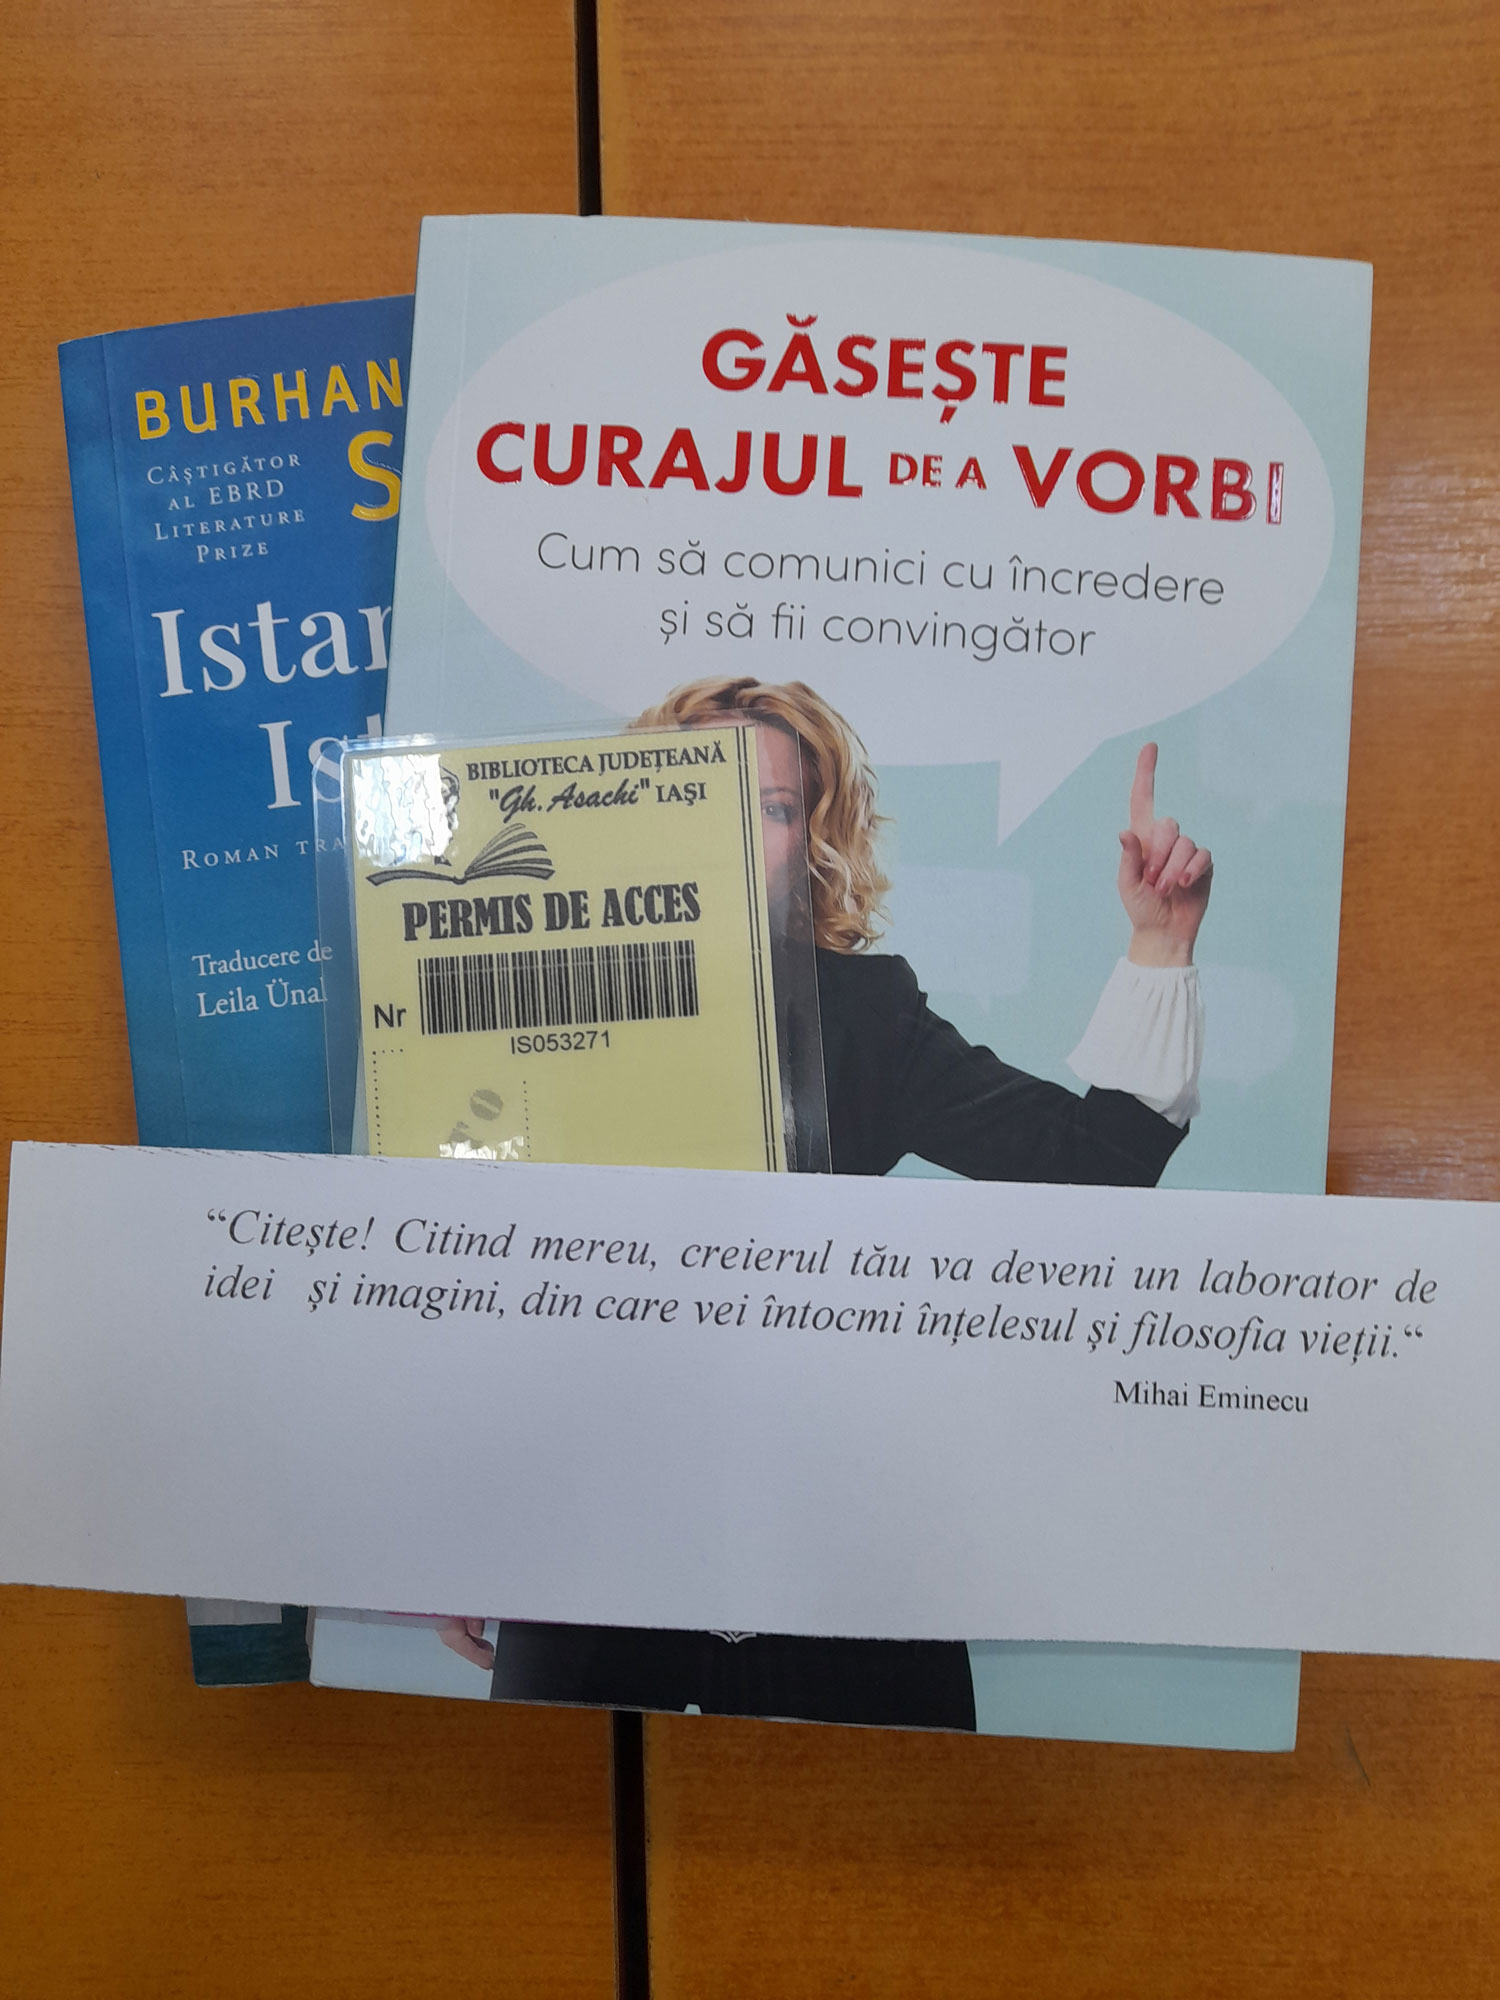 BURHAN
S
CÂŞTIGĂTOR
AL EBRD
LITERATURE
PRIZE
Istan
Ist
ROMAN TRA
Traducere de
Leila Ünal
GĂSEȘTE
CURAJUL DE A VORBI
Cum să comunici cu încredere
și să fii convingător
BIBLIOTECA JUDEŢEANĂ
"Gh. Asachi" IAŞI
PERMIS DE ACCES
Nr
IS053271
“Citește! Citind mereu, creierul tău va deveni un laborator de
idei și imagini, din care vei întocmi înțelesul și filosofia vieții.“
Mihai Eminecu